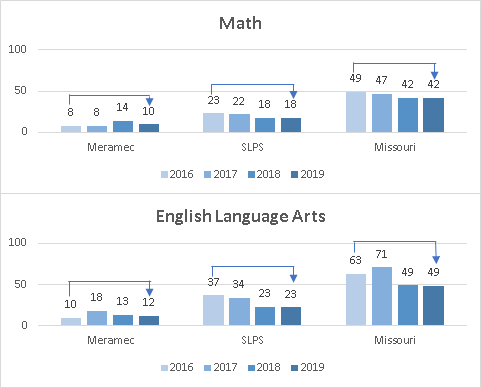 Math
100
50
0
8 8 14 10
23 22 18 18
49 47 42 42
Meramec SLPS Missouri
2016 2017 2018 2019
English Language Arts
100
50
0
10 18 13 12
37 34 23 23
63 71 49 49
Meramec SLPS Missouri
2016 2017 2018 2019